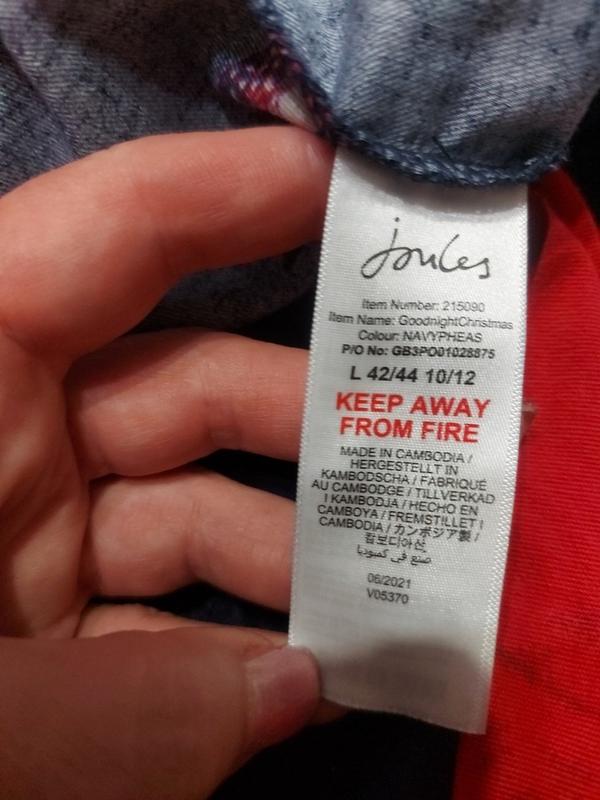 Joules
Item Number: 215090
Item Name: GoodnightChristmas
Colour: NAVYPHEAS
P/O No: GB3PO01028875
L 42/44 10/12
KEEP AWAY
FROM FIRE
MADE IN CAMBODIA /
HERGESTELLT IN
KAMBODSCHA / FABRIQUÉ
AU CAMBODGE / TILLVERKAD
I KAMBODJA / HECHO EN
CAMBOYA / FREMSTILLET I
CAMBODIA / カンボジア製 /
캄보디아산
صنع في كمبوديا
06/2021
V05370